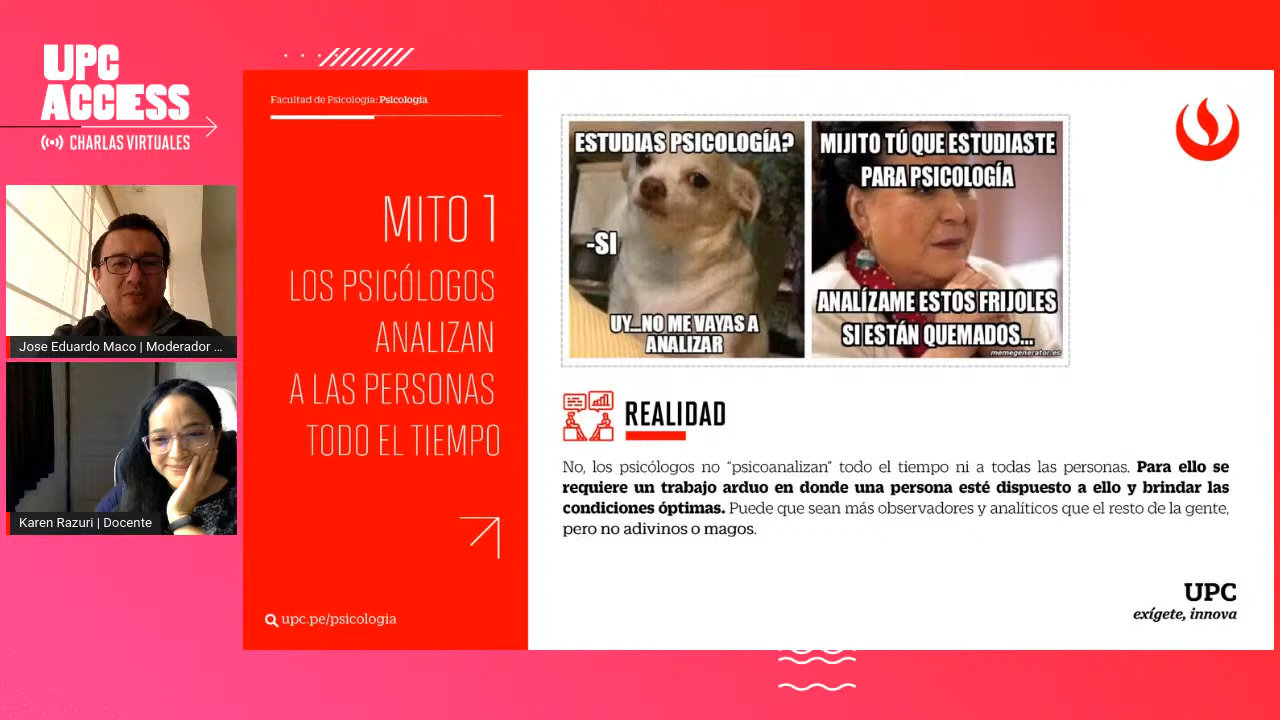 UPC
ACCESS
CHARLAS VIRTUALES
Jose Eduardo Maco | Moderador ...
Karen Razuri | Docente
Facultad de Psicología: Psicología
MITO 1
LOS PSICÓLOGOS
ANALIZAN
A LAS PERSONAS
TODO EL TIEMPO
upc.pe/psicologia
ESTUDIAS PSICOLOGÍA?
-SI
UY...NO ME VAYAS A
ANALIZAR
MIJITO TÚ QUE ESTUDIASTE
PARA PSICOLOGÍA
ANALÍZAME ESTOS FRIJOLES
SI ESTÁN QUEMADOS...
memegenerator.es
REALIDAD
No, los psicólogos no “psicoanalizan” todo el tiempo ni a todas las personas. Para ello se
requiere un trabajo arduo en donde una persona esté dispuesto a ello y brindar las
condiciones óptimas. Puede que sean más observadores y analíticos que el resto de la gente,
pero no adivinos o magos.
UPC
exígete, innova